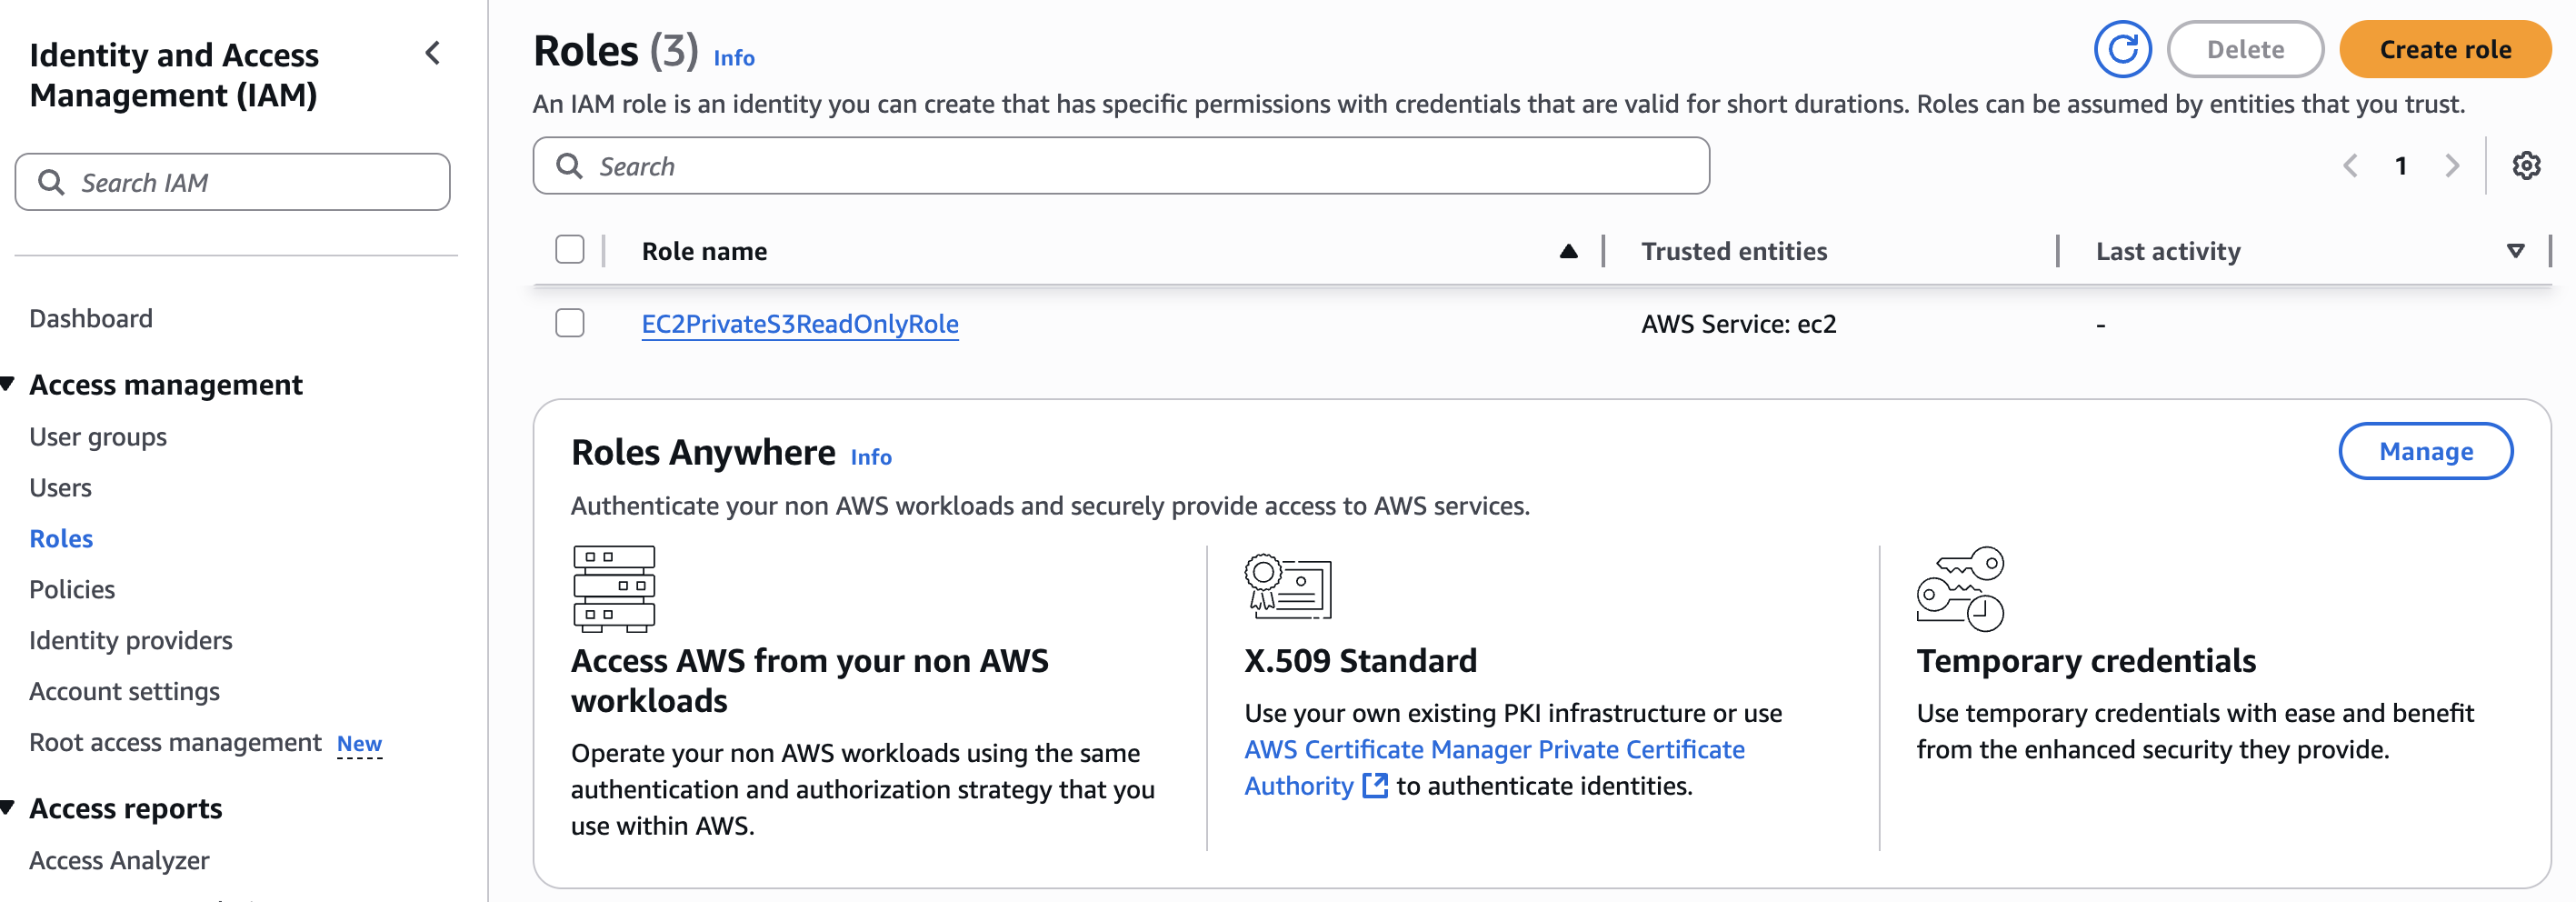 Identity and Access
Management (IAM)
Search IAM
Dashboard
Access management
User groups
Users
Roles
Policies
Identity providers
Account settings
Root access management New
Access reports
Access Analyzer
Roles (3) Info
Delete
Create role
An IAM role is an identity you can create that has specific permissions with credentials that are valid for short durations. Roles can be assumed by entities that you trust.
Search
1
Role name
Trusted entities
Last activity
EC2PrivateS3ReadOnlyRole
AWS Service: ec2
-
Roles Anywhere Info
Manage
Authenticate your non AWS workloads and securely provide access to AWS services.
Access AWS from your non AWS
workloads
Operate your non AWS workloads using the same
authentication and authorization strategy that you
use within AWS.
X.509 Standard
Use your own existing PKI infrastructure or use
AWS Certificate Manager Private Certificate
Authority to authenticate identities.
Temporary credentials
Use temporary credentials with ease and benefit
from the enhanced security they provide.